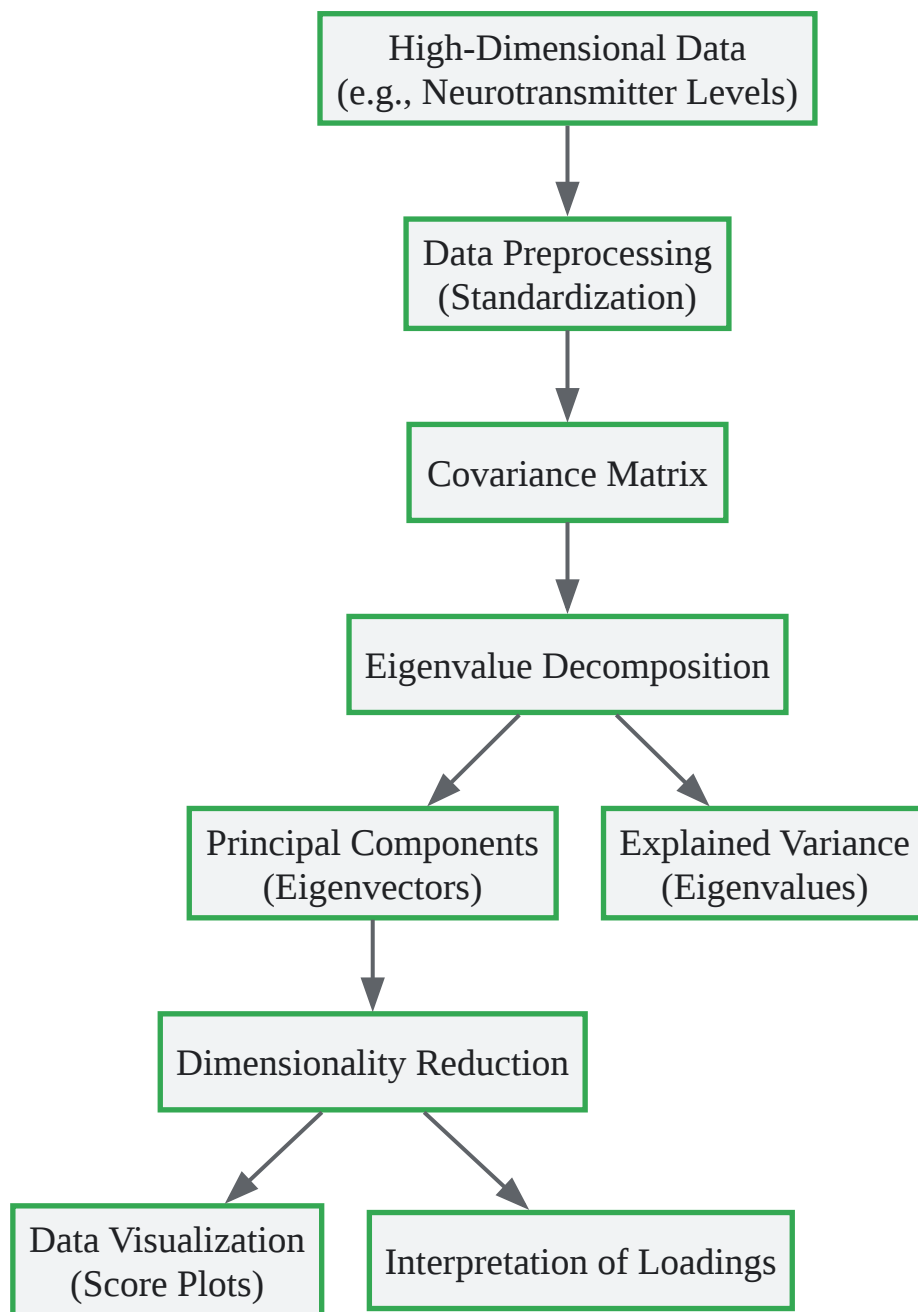 High-Dimensional Data
(e.g., Neurotransmitter Levels)
Data Preprocessing
(Standardization)
Covariance Matrix
Eigenvalue Decomposition
Principal Components
(Eigenvectors)
Explained Variance
(Eigenvalues)
Dimensionality Reduction
Data Visualization
(Score Plots)
Interpretation of Loadings